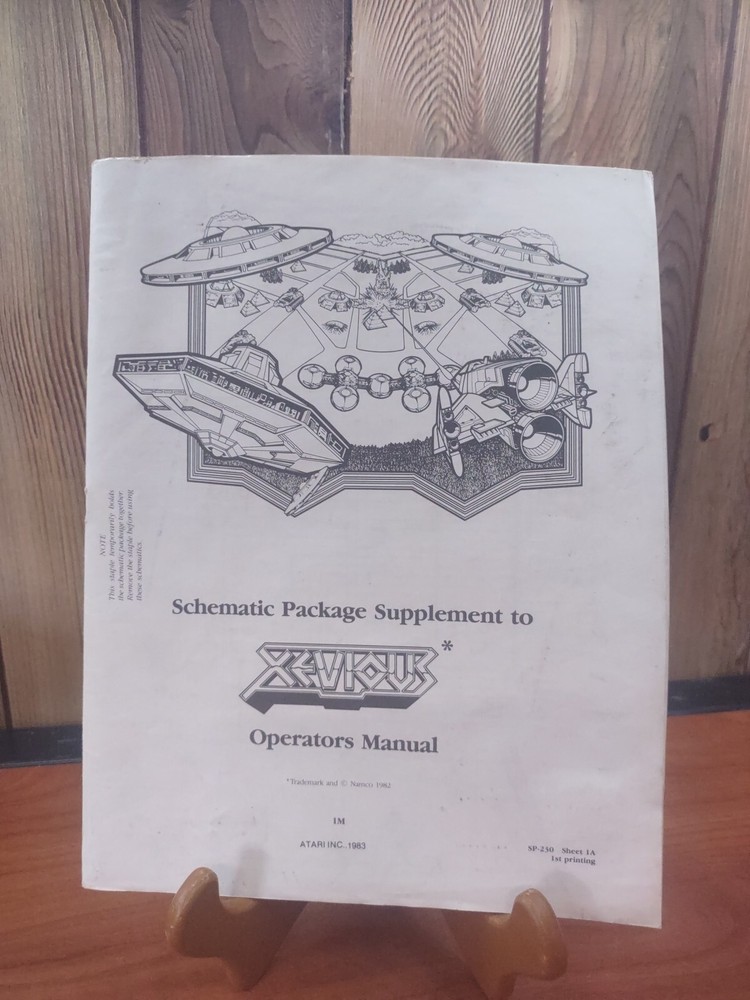 NOTE
This staple temporarily holds
the schematic package together.
Remove the staple before using
these schematics.
Schematic Package Supplement to
XEVIOUS*
Operators Manual
*Trademark and © Namco 1982
1M
ATARI INC., 1983
SP-230 Sheet 1A
1st printing